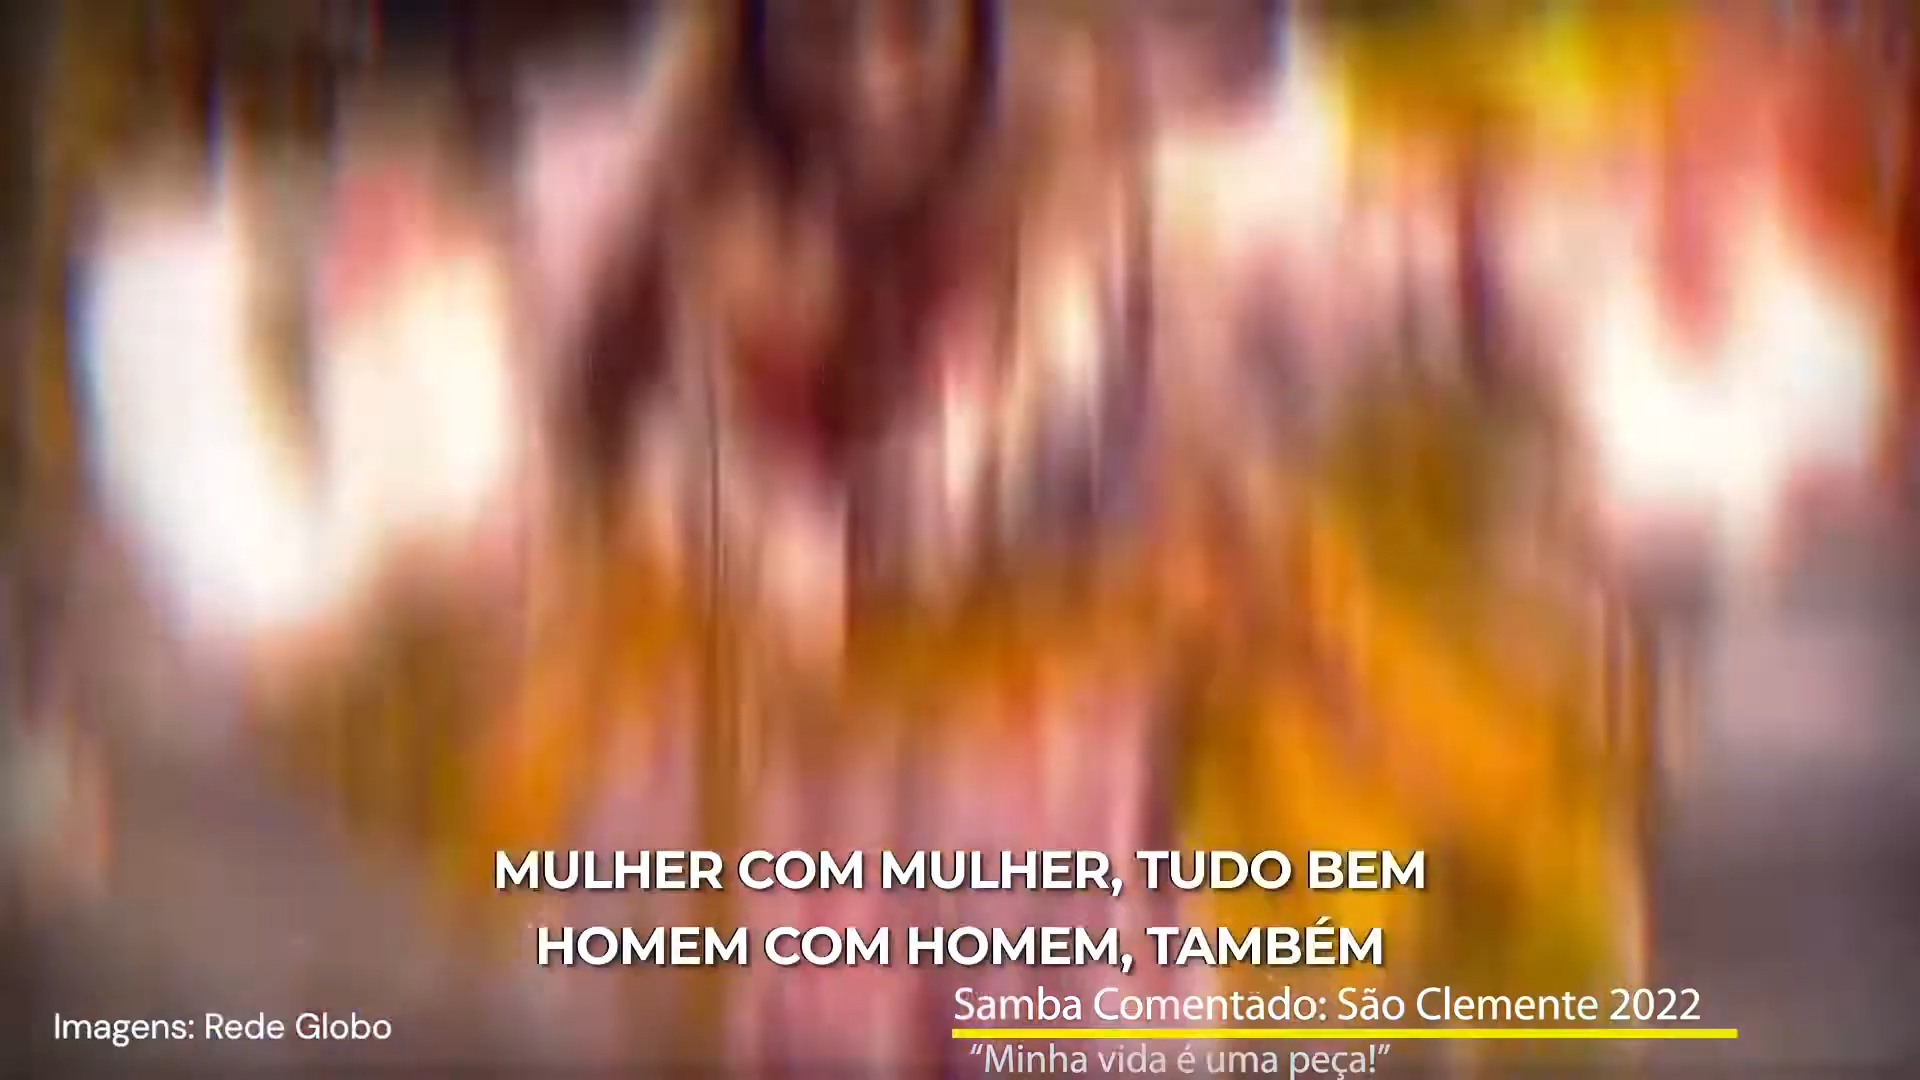 MULHER COM MULHER, TUDO BEM
HOMEM COM HOMEM, TAMBÉM
Samba Comentado: São Clemente 2022
Imagens: Rede Globo
“Minha vida é uma peça!”